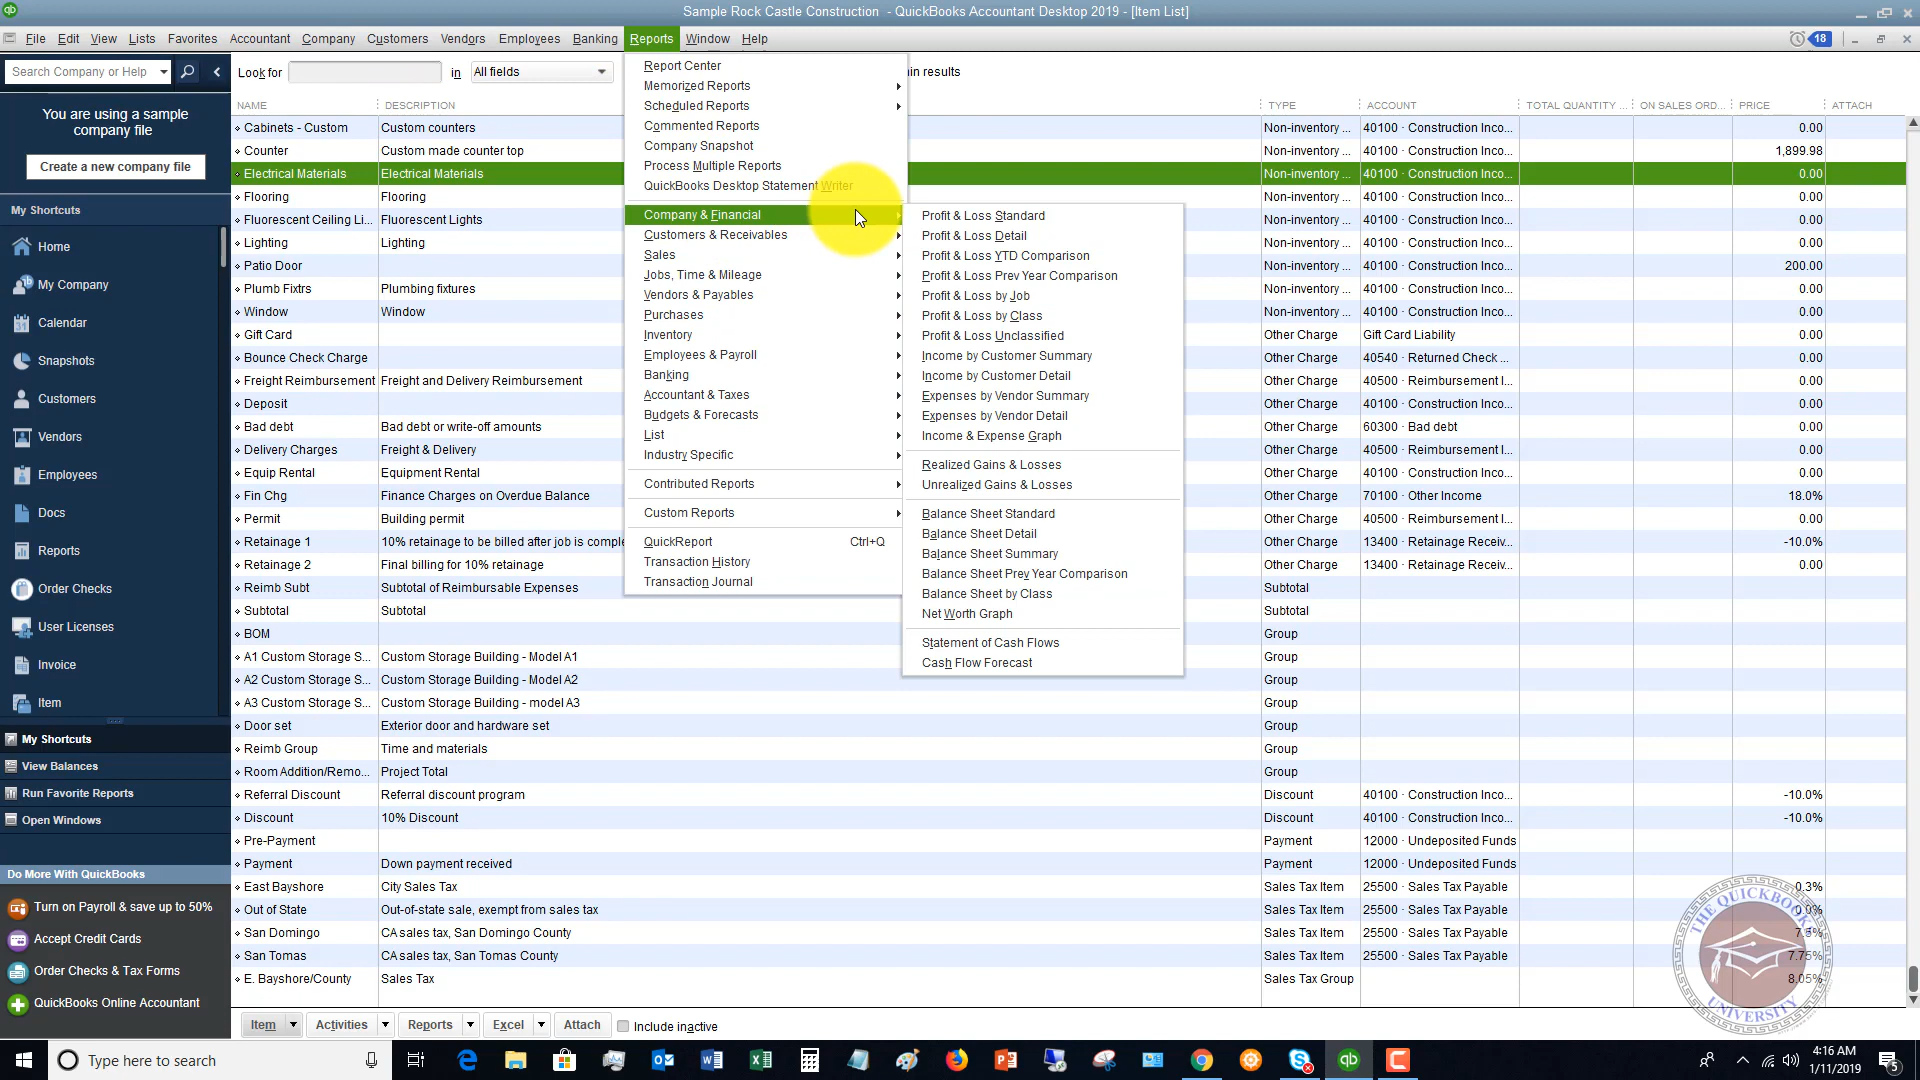 Sample Rock Castle Construction - QuickBooks Accountant Desktop 2019 - [Item List]
File Edit View Lists Favorites Accountant Company Customers Vendors Employees Banking Reports Window Help
18
Search Company or Help
Look for
in
All fields
in results
You are using a sample
company file
Create a new company file
My Shortcuts
Home
My Company
Calendar
Snapshots
Customers
Vendors
Employees
Docs
Reports
Order Checks
User Licenses
Invoice
Item
My Shortcuts
View Balances
Run Favorite Reports
Open Windows
Do More With QuickBooks
Turn on Payroll & save up to 50%
Accept Credit Cards
Order Checks & Tax Forms
QuickBooks Online Accountant
NAME DESCRIPTION TYPE ACCOUNT TOTAL QUANTITY ... ON SALES ORD... PRICE ATTACH
Cabinets - Custom Custom counters Non-inventory ... 40100 · Construction Inco... 0.00
Counter Custom made counter top Non-inventory ... 40100 · Construction Inco... 1,899.98
Electrical Materials Electrical Materials Non-inventory ... 40100 · Construction Inco... 0.00
Flooring Flooring Non-inventory ... 40100 · Construction Inco... 0.00
Fluorescent Ceiling Li... Fluorescent Lights Non-inventory ... 40100 · Construction Inco... 0.00
Lighting Lighting Non-inventory ... 40100 · Construction Inco... 0.00
Patio Door Non-inventory ... 40100 · Construction Inco... 200.00
Plumb Fixtrs Plumbing fixtures Non-inventory ... 40100 · Construction Inco... 0.00
Window Window Non-inventory ... 40100 · Construction Inco... 0.00
Gift Card Other Charge Gift Card Liability 0.00
Bounce Check Charge Other Charge 40540 · Returned Check ... 0.00
Freight Reimbursement Freight and Delivery Reimbursement Other Charge 40500 · Reimbursement I... 0.00
Deposit Other Charge 40100 · Construction Inco... 0.00
Bad debt Bad debt or write-off amounts Other Charge 60300 · Bad debt 0.00
Delivery Charges Freight & Delivery Other Charge 40500 · Reimbursement I... 0.00
Equip Rental Equipment Rental Other Charge 40100 · Construction Inco... 0.00
Fin Chg Finance Charges on Overdue Balance Other Charge 70100 · Other Income 18.0%
Permit Building permit Other Charge 40500 · Reimbursement I... 0.00
Retainage 1 10% retainage to be billed after job is comple Other Charge 13400 · Retainage Receiv... -10.0%
Retainage 2 Final billing for 10% retainage Other Charge 13400 · Retainage Receiv... 0.00
Reimb Subt Subtotal of Reimbursable Expenses Subtotal
Subtotal Subtotal Subtotal
BOM Group
A1 Custom Storage S... Custom Storage Building - Model A1 Group
A2 Custom Storage S... Custom Storage Building - Model A2 Group
A3 Custom Storage S... Custom Storage Building - model A3 Group
Door set Exterior door and hardware set Group
Reimb Group Time and materials Group
Room Addition/Remo... Project Total Group
Referral Discount Referral discount program Discount 40100 · Construction Inco... -10.0%
Discount 10% Discount Discount 40100 · Construction Inco... -10.0%
Pre-Payment Payment 12000 · Undeposited Funds
Payment Down payment received Payment 12000 · Undeposited Funds
East Bayshore City Sales Tax Sales Tax Item 25500 · Sales Tax Payable 0.3%
Out of State Out-of-state sale, exempt from sales tax Sales Tax Item 25500 · Sales Tax Payable 0.0%
San Domingo CA sales tax, San Domingo County Sales Tax Item 25500 · Sales Tax Payable 7.5%
San Tomas CA sales tax, San Tomas County Sales Tax Item 25500 · Sales Tax Payable 7.75%
E. Bayshore/County Sales Tax Sales Tax Group 8.05%
Report Center
Memorized Reports
Scheduled Reports
Commented Reports
Company Snapshot
Process Multiple Reports
QuickBooks Desktop Statement Writer
Company & Financial
Customers & Receivables
Sales
Jobs, Time & Mileage
Vendors & Payables
Purchases
Inventory
Employees & Payroll
Banking
Accountant & Taxes
Budgets & Forecasts
List
Industry Specific
Contributed Reports
Custom Reports
QuickReport Ctrl+Q
Transaction History
Transaction Journal
Profit & Loss Standard
Profit & Loss Detail
Profit & Loss YTD Comparison
Profit & Loss Prev Year Comparison
Profit & Loss by Job
Profit & Loss by Class
Profit & Loss Unclassified
Income by Customer Summary
Income by Customer Detail
Expenses by Vendor Summary
Expenses by Vendor Detail
Income & Expense Graph
Realized Gains & Losses
Unrealized Gains & Losses
Balance Sheet Standard
Balance Sheet Detail
Balance Sheet Summary
Balance Sheet Prev Year Comparison
Balance Sheet by Class
Net Worth Graph
Statement of Cash Flows
Cash Flow Forecast
THE QUICKBOOKS
UNIVERSITY
Item Activities Reports Excel Attach Include inactive
Type here to search
4:16 AM
1/11/2019
5